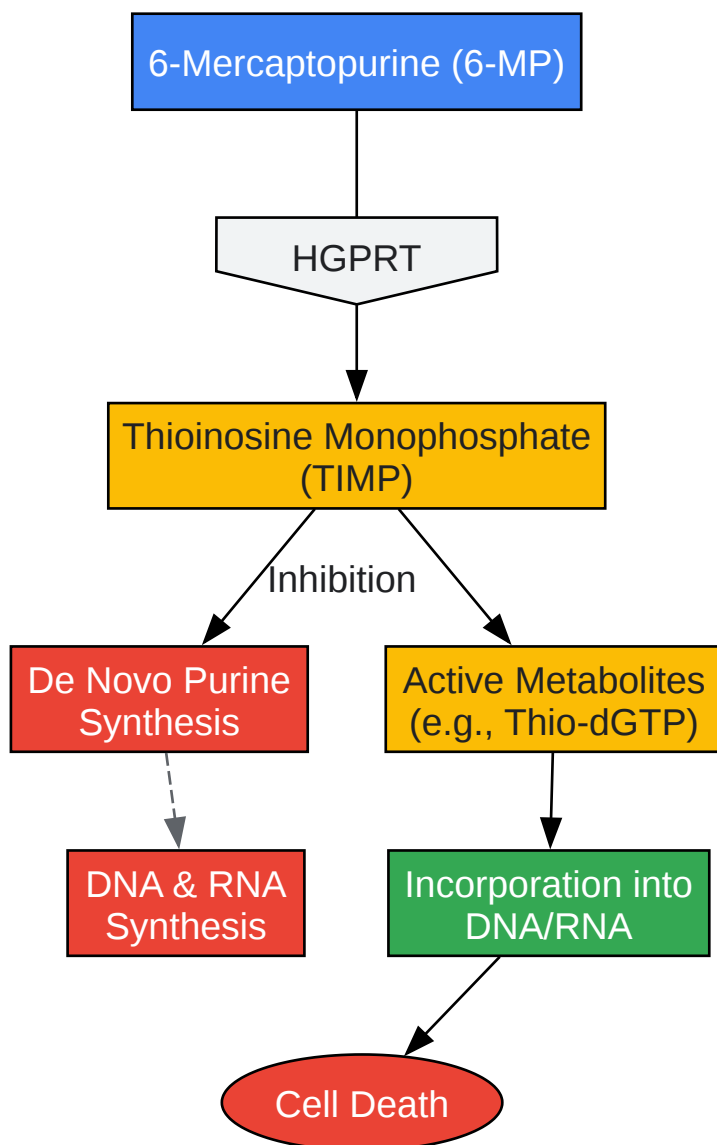 6-Mercaptopurine (6-MP)
HGPRT
Thioinosine Monophosphate
(TIMP)
Inhibition
De Novo Purine
Synthesis
Active Metabolites
(e.g., Thio-dGTP)
DNA & RNA
Synthesis
Incorporation into
DNA/RNA
Cell Death